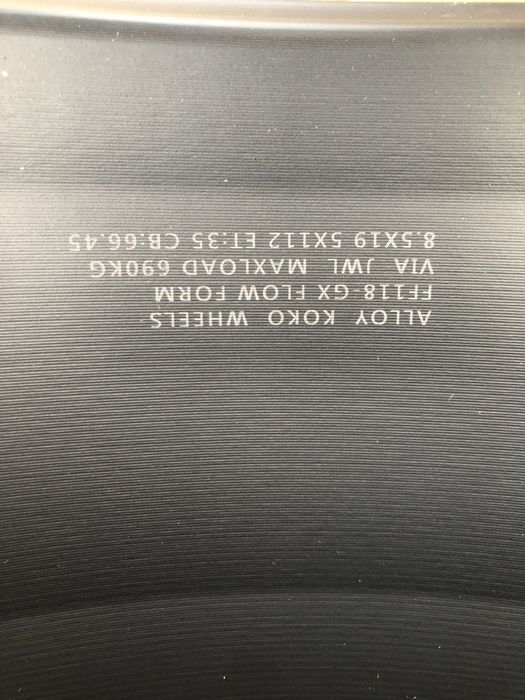 ALLOY KOKO WHEELS
FF118-GX FLOW FORM
VIA JWL MAXLOAD 690KG
8.5X19 5X112 ET:35 CB:66.45